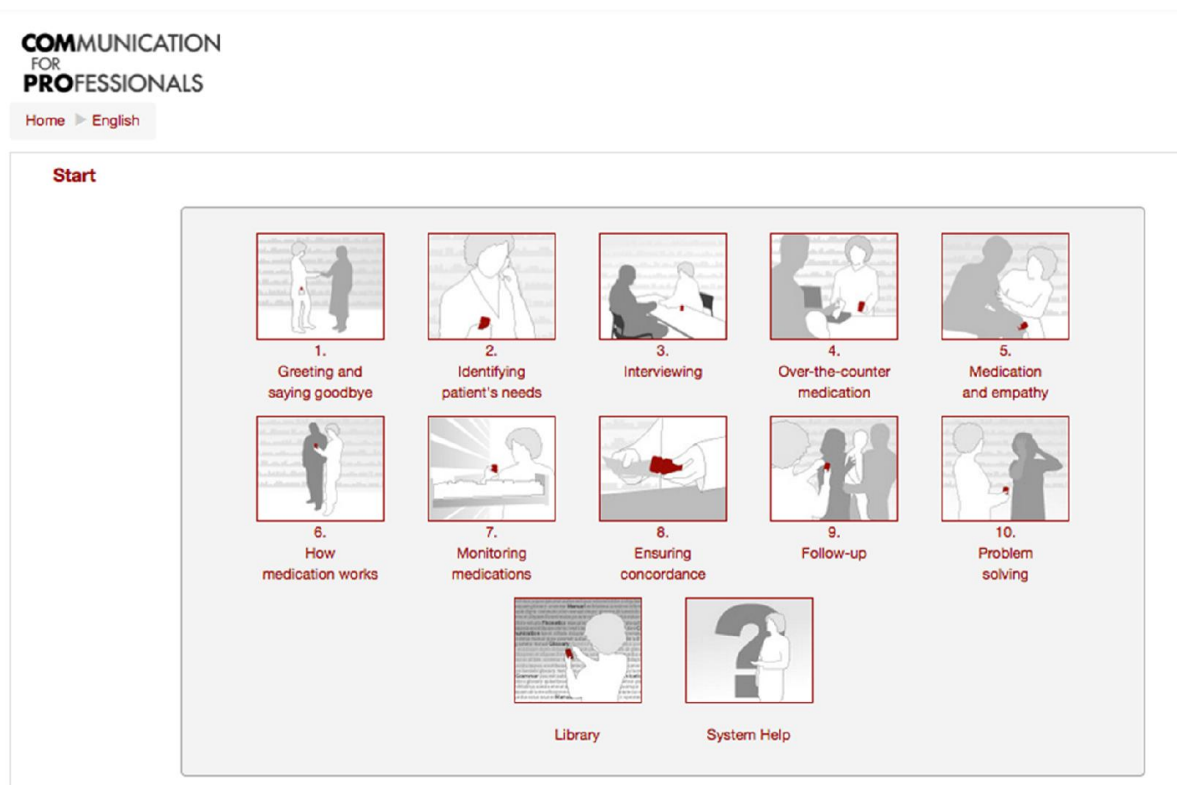 COMMUNICATION
FOR
PROFESSIONALS
Home English
Start
1.
Greeting and
saying goodbye
2.
Identifying
patient's needs
3.
Interviewing
4.
Over-the-counter
medication
5.
Medication
and empathy
6.
How
medication works
7.
Monitoring
medications
8.
Ensuring
concordance
9.
Follow-up
10.
Problem
solving
Library
System Help